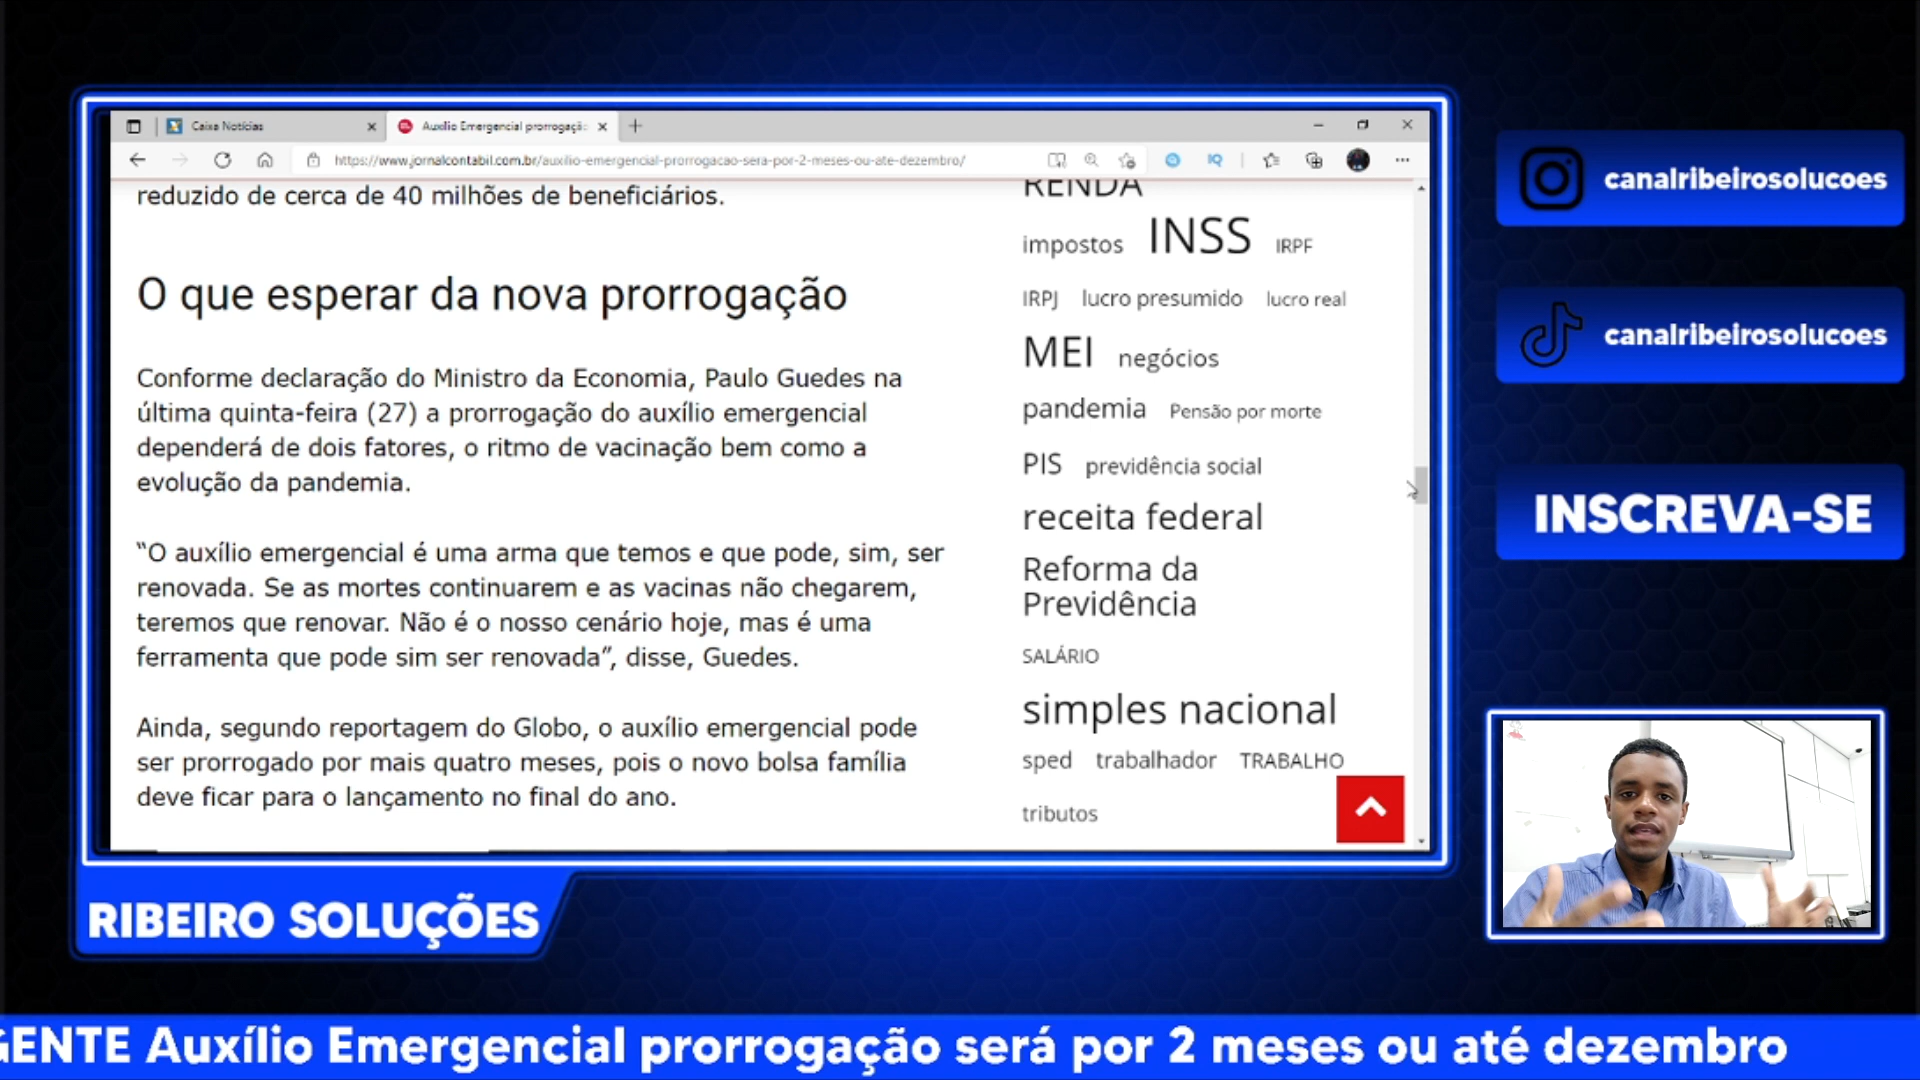 Caixa Notícias
Auxílio Emergencial prorrogaçã
https://www.jornalcontabil.com.br/auxilio-emergencial-prorrogacao-sera-por-2-meses-ou-ate-dezembro/
reduzido de cerca de 40 milhões de beneficiários.
O que esperar da nova prorrogação
Conforme declaração do Ministro da Economia, Paulo Guedes na
última quinta-feira (27) a prorrogação do auxílio emergencial
dependerá de dois fatores, o ritmo de vacinação bem como a
evolução da pandemia.
“O auxílio emergencial é uma arma que temos e que pode, sim, ser
renovada. Se as mortes continuarem e as vacinas não chegarem,
teremos que renovar. Não é o nosso cenário hoje, mas é uma
ferramenta que pode sim ser renovada”, disse, Guedes.
Ainda, segundo reportagem do Globo, o auxílio emergencial pode
ser prorrogado por mais quatro meses, pois o novo bolsa família
deve ficar para o lançamento no final do ano.
RENDA
impostos INSS IRPF
IRPJ lucro presumido lucro real
MEI negócios
pandemia Pensão por morte
PIS previdência social
receita federal
Reforma da
Previdência
SALÁRIO
simples nacional
sped trabalhador TRABALHO
tributos
canalribeirosolucoes
canalribeirosolucoes
INSCREVA-SE
RIBEIRO SOLUÇÕES
GENTE Auxílio Emergencial prorrogação será por 2 meses ou até dezembro